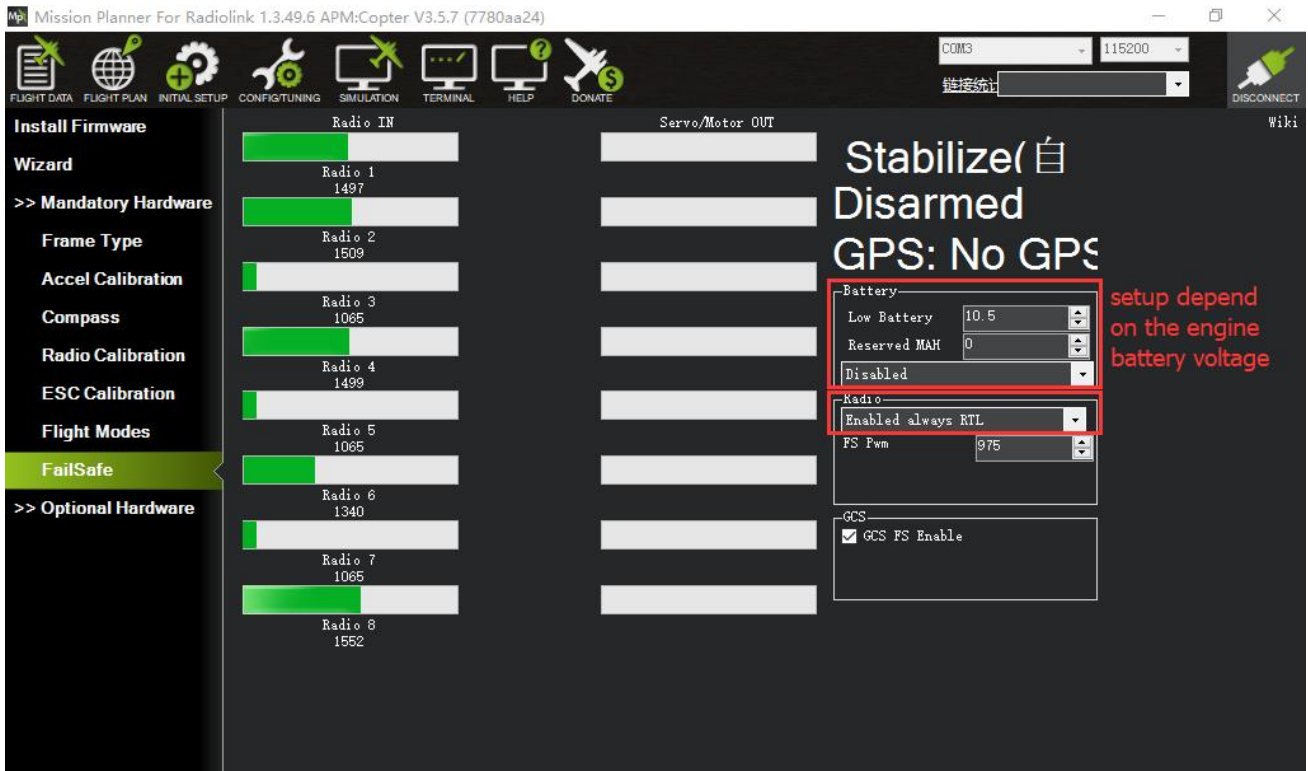 Mission Planner For Radiolink 1.3.49.6 APM:Copter V3.5.7 (7780aa24)
FLIGHT DATA FLIGHT PLAN INITIAL SETUP CONFIG/TUNING SIMULATION TERMINAL HELP DONATE
COM3 115200
链接统计
DISCONNECT
Install Firmware
Wizard
>> Mandatory Hardware
Frame Type
Accel Calibration
Compass
Radio Calibration
ESC Calibration
Flight Modes
FailSafe
>> Optional Hardware
Radio IN
Radio 1
1497
Radio 2
1509
Radio 3
1065
Radio 4
1499
Radio 5
1065
Radio 6
1340
Radio 7
1065
Radio 8
1552
Servo/Motor OUT
Wiki
Stabilize(自
Disarmed
GPS: No GPS
Battery
Low Battery 10.5
Reserved MAH 0
Disabled
setup depend
on the engine
battery voltage
Radio
Enabled always RTL
FS Pwm 975
GCS
GCS FS Enable